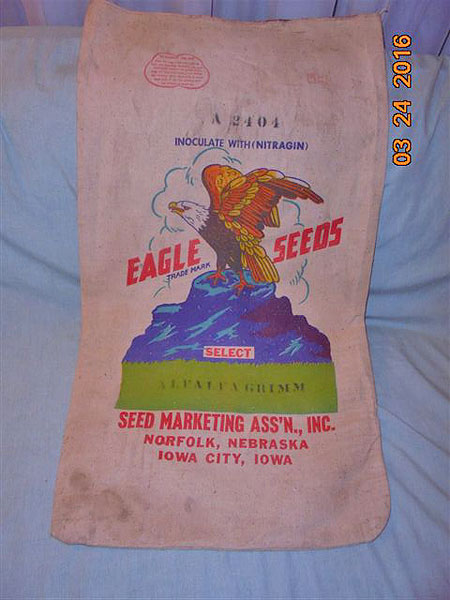 A 2404
INOCULATE WITH (NITRAGIN)
EAGLE SEEDS
TRADE MARK
SELECT
ALFALFA GRIMM
SEED MARKETING ASS'N., INC.
NORFOLK, NEBRASKA
IOWA CITY, IOWA
03 24 2016